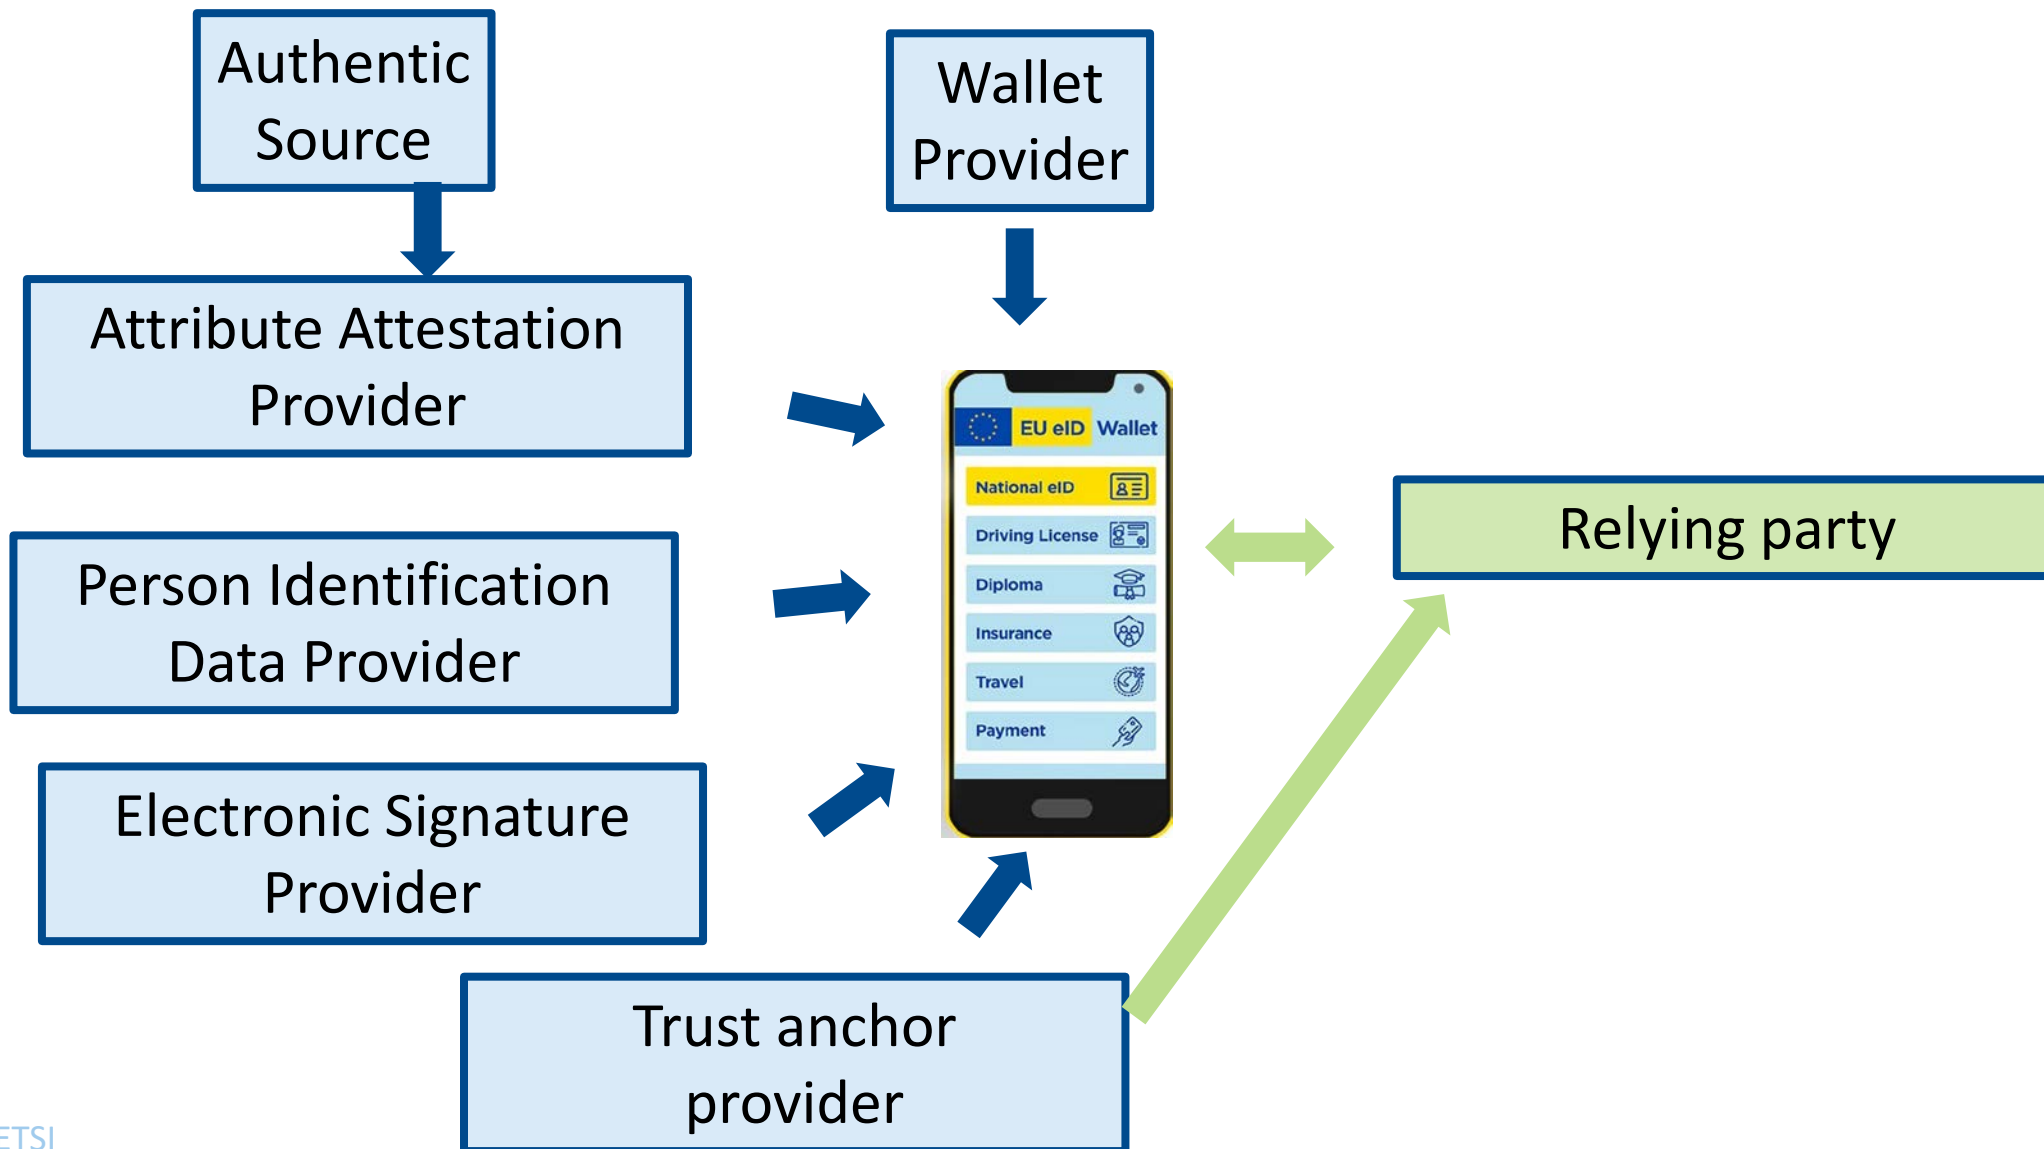 Authentic
Source
Wallet
Provider
Attribute Attestation
Provider
EU eID Wallet
National eID
Driving License
Diploma
Insurance
Travel
Payment
Relying party
Person Identification
Data Provider
Electronic Signature
Provider
Trust anchor
provider
ETSI